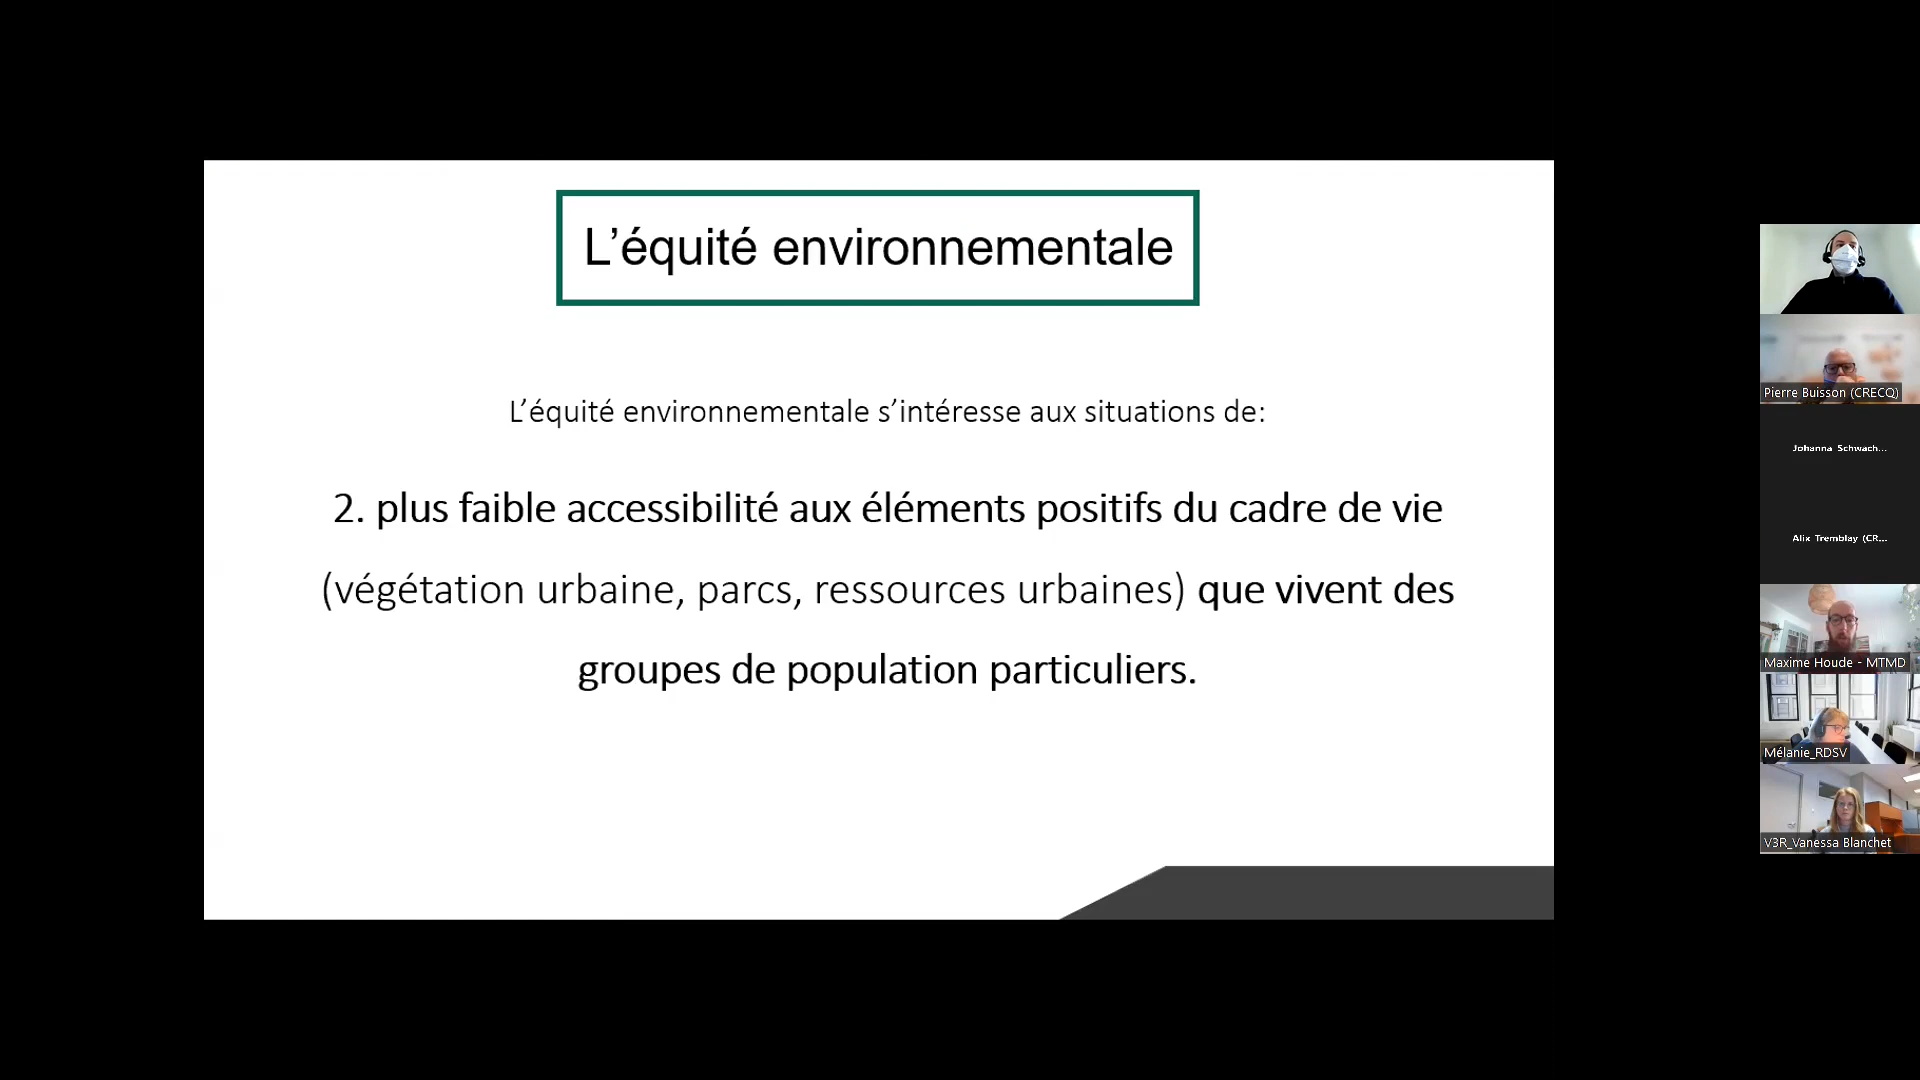 L’équité environnementale
L’équité environnementale s’intéresse aux situations de:
2. plus faible accessibilité aux éléments positifs du cadre de vie
(végétation urbaine, parcs, ressources urbaines) que vivent des
groupes de population particuliers.
Pierre Buisson (CRECQ)
Johanna Schwach...
Alix Tremblay (CR...
Maxime Houde - MTMD
Mélanie_RDSV
V3R_Vanessa Blanchet